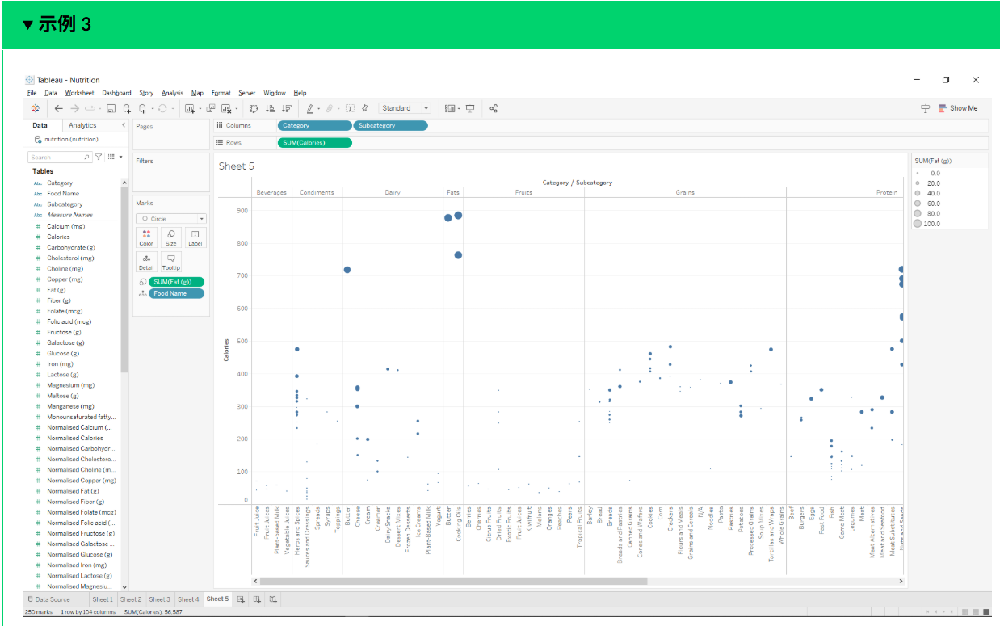 ▾ 示例 3
Tableau - Nutrition
File Data Worksheet Dashboard Story Analysis Map Format Server Window Help
Standard
Show Me
Data Analytics
nutrition (nutrition)
Search
Tables
Abc Category
Abc Food Name
Abc Subcategory
Abc Measure Names
# Calcium (mg)
# Calories
# Carbohydrate (g)
# Cholesterol (mg)
# Choline (mg)
# Copper (mg)
# Fat (g)
# Fiber (g)
# Folate (mcg)
# Folic acid (mcg)
# Fructose (g)
# Galactose (g)
# Glucose (g)
# Iron (mg)
# Lactose (g)
# Magnesium (mg)
# Maltose (g)
# Manganese (mg)
# Monounsaturated fatty...
# Normalised Calcium (...
# Normalised Calories
# Normalised Carbohydr...
# Normalised Cholestero...
# Normalised Choline (m...
# Normalised Copper (mg)
# Normalised Fat (g)
# Normalised Fiber (g)
# Normalised Folate (mcg)
# Normalised Folic (...
# Normalised Fructose (g)
# Normalised Galactose ...
# Normalised Glucose (g)
# Normalised Iron (mg)
# Normalised Lactose (g)
# Normalised Magnesiu...
Pages
Filters
Marks
Circle
Color Size Label
Detail Tooltip
SUM(Fat (g))
Food Name
Columns Category Subcategory
Rows SUM(Calories)
Sheet 5
Category / Subcategory
Beverages Condiments Dairy Fats Fruits Grains Protein
Calories
900
800
700
600
500
400
300
200
100
0
Fruit Juice
Fruit Juices
Plant-based Milk
Vegetable Juices
Herbs and Spices
Sauces and Dressings
Spreads
Syrups
Toppings
Butter
Cheese
Cream
Creamer
Dairy Snacks
Dessert Mixes
Frozen Desserts
Ice Creams
Plant-Based Milk
Yogurt
Butter
Cooking Oils
Berries
Cherries
Citrus Fruits
Dried Fruits
Exotic Fruits
Fruit Juices
Kiwifruit
Melons
Oranges
Peaches
Pears
Tropical Fruits
Barley
Bread
Breads
Breads and Pastries
Canned Grains
Cones and Wafers
Cookies
Corn
Crackers
Flours and Meals
Grains and Cereals
N/A
Noodles
Pasta
Pastries
Potatoes
Processed Grains
Soup Mixes
Tortillas and Wraps
Whole Grains
Beef
Burgers
Eggs
Fast Food
Fish
Game Meat
Legumes
Meat
Meat Alternatives
Meat and Seafood
Meat Substitutes
Nuts and Seeds
SUM(Fat (g))
0.0
20.0
40.0
60.0
80.0
100.0
Data Source Sheet 1 Sheet 2 Sheet 3 Sheet 4 Sheet 5
250 marks 1 row by 104 columns SUM(Calories): 56,587